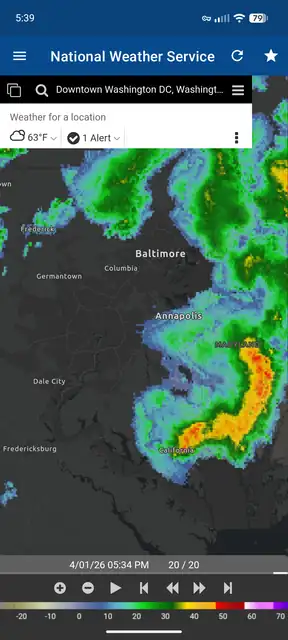 5:39
79
National Weather Service
Downtown Washington DC, Washingt...
Weather for a location
63°F
1 Alert
Frederick
Baltimore
Columbia
Germantown
Annapolis
MARYLAND
Dale City
California
Fredericksburg
4/01/26 05:34 PM 20 / 20
-20 -10 0 10 20 30 40 50 60 70